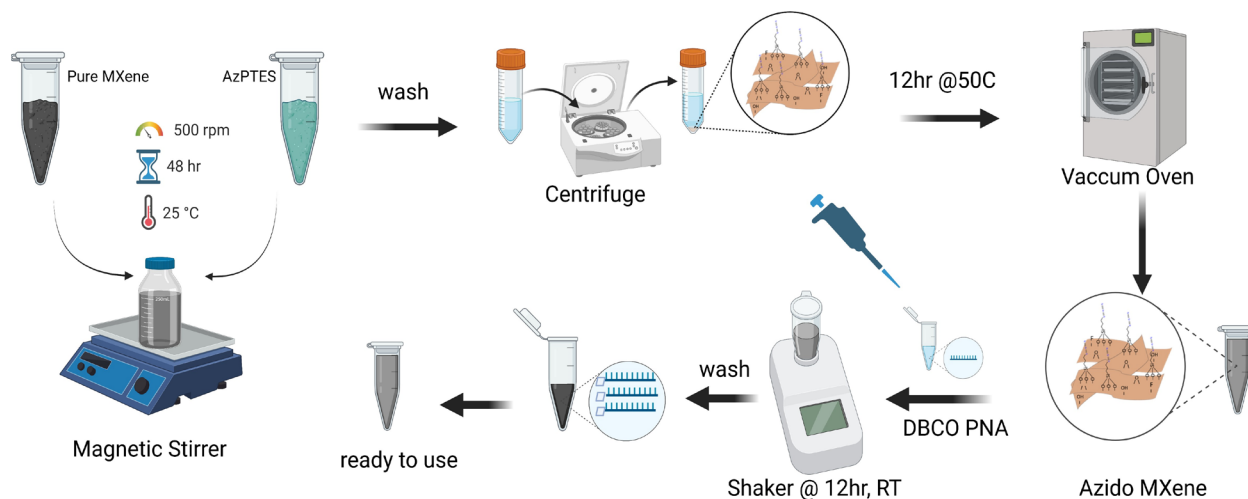 Pure MXene
AzPTES
500 rpm
48 hr
25 °C
Magnetic Stirrer
wash
Centrifuge
12hr @50C
Vaccum Oven
Azido MXene
DBCO PNA
Shaker @ 12hr, RT
wash
ready to use